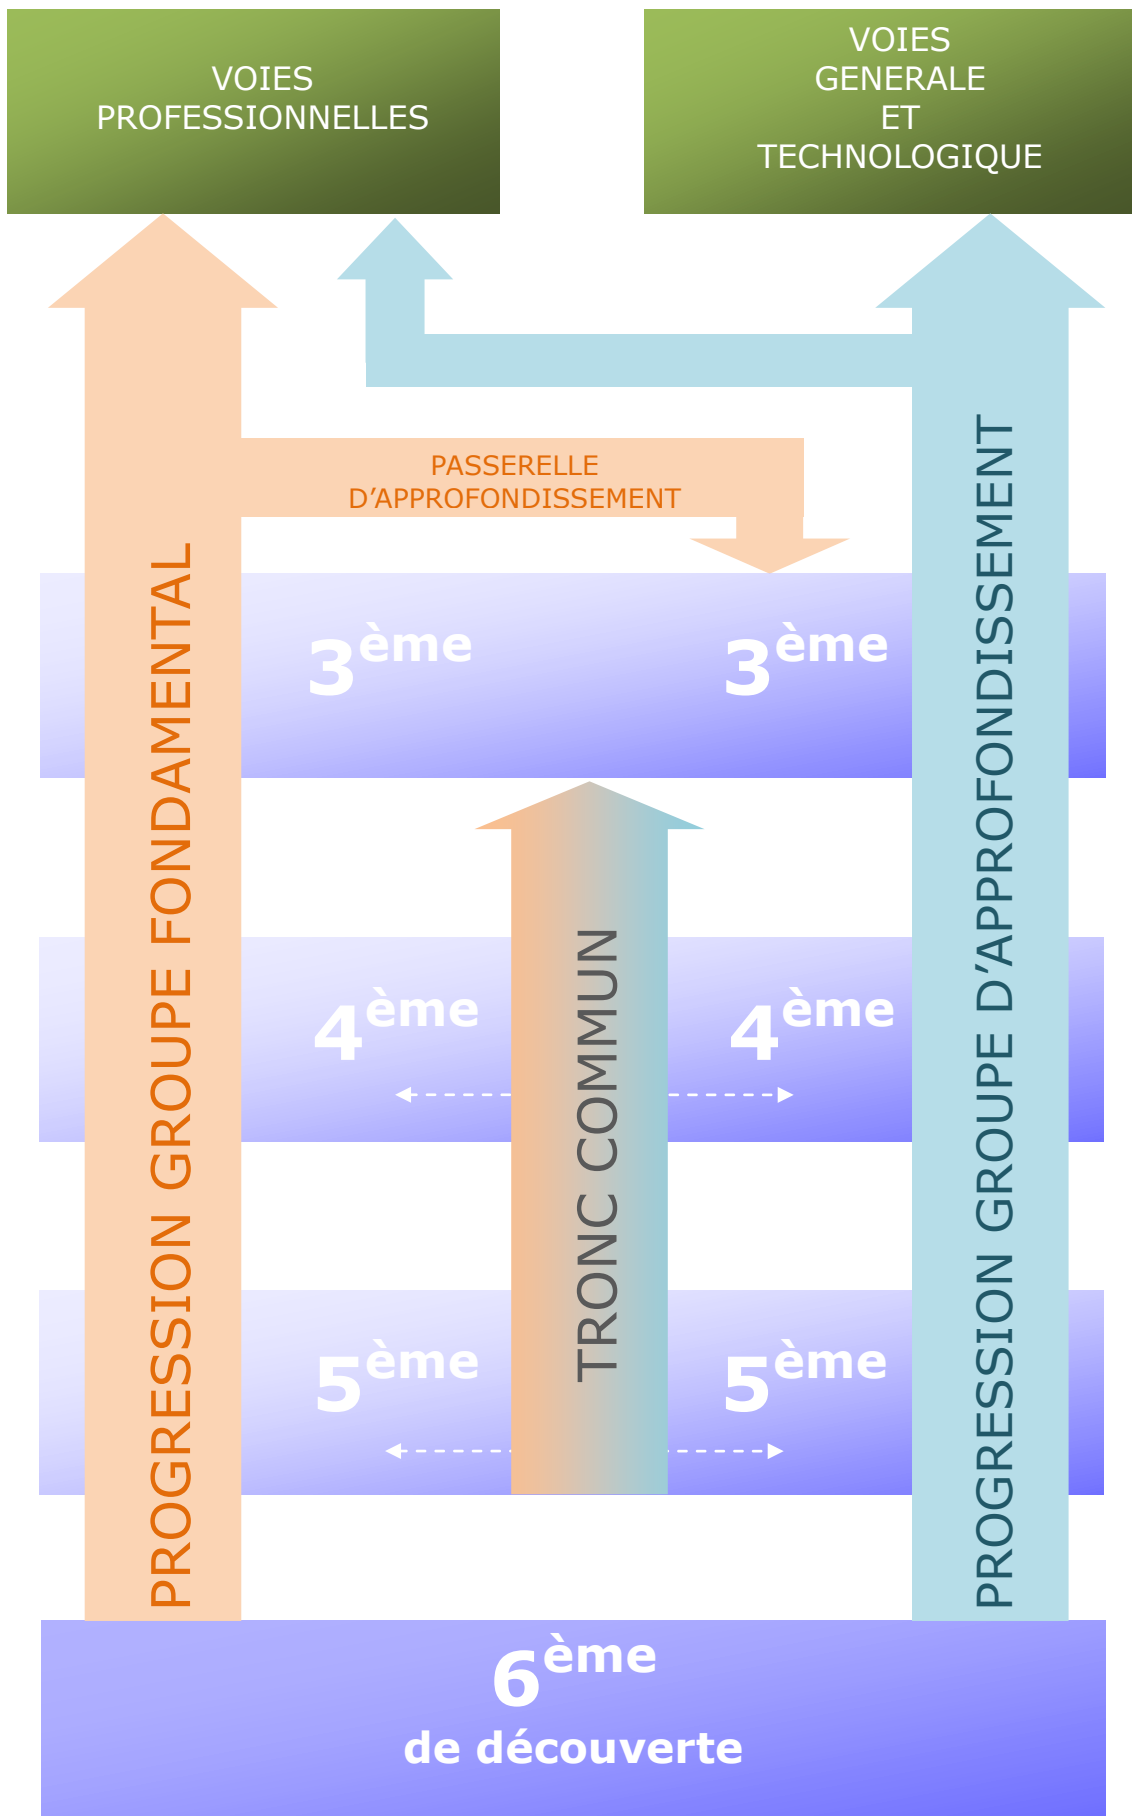 VOIES
PROFESSIONNELLES
VOIES
GENERALE
ET
TECHNOLOGIQUE
PASSERELLE
D’APPROFONDISSEMENT
PROGRESSION GROUPE FONDAMENTAL
PROGRESSION GROUPE D’APPROFONDISSEMENT
3ème
3ème
TRONC COMMUN
4ème
4ème
5ème
5ème
6ème
de découverte